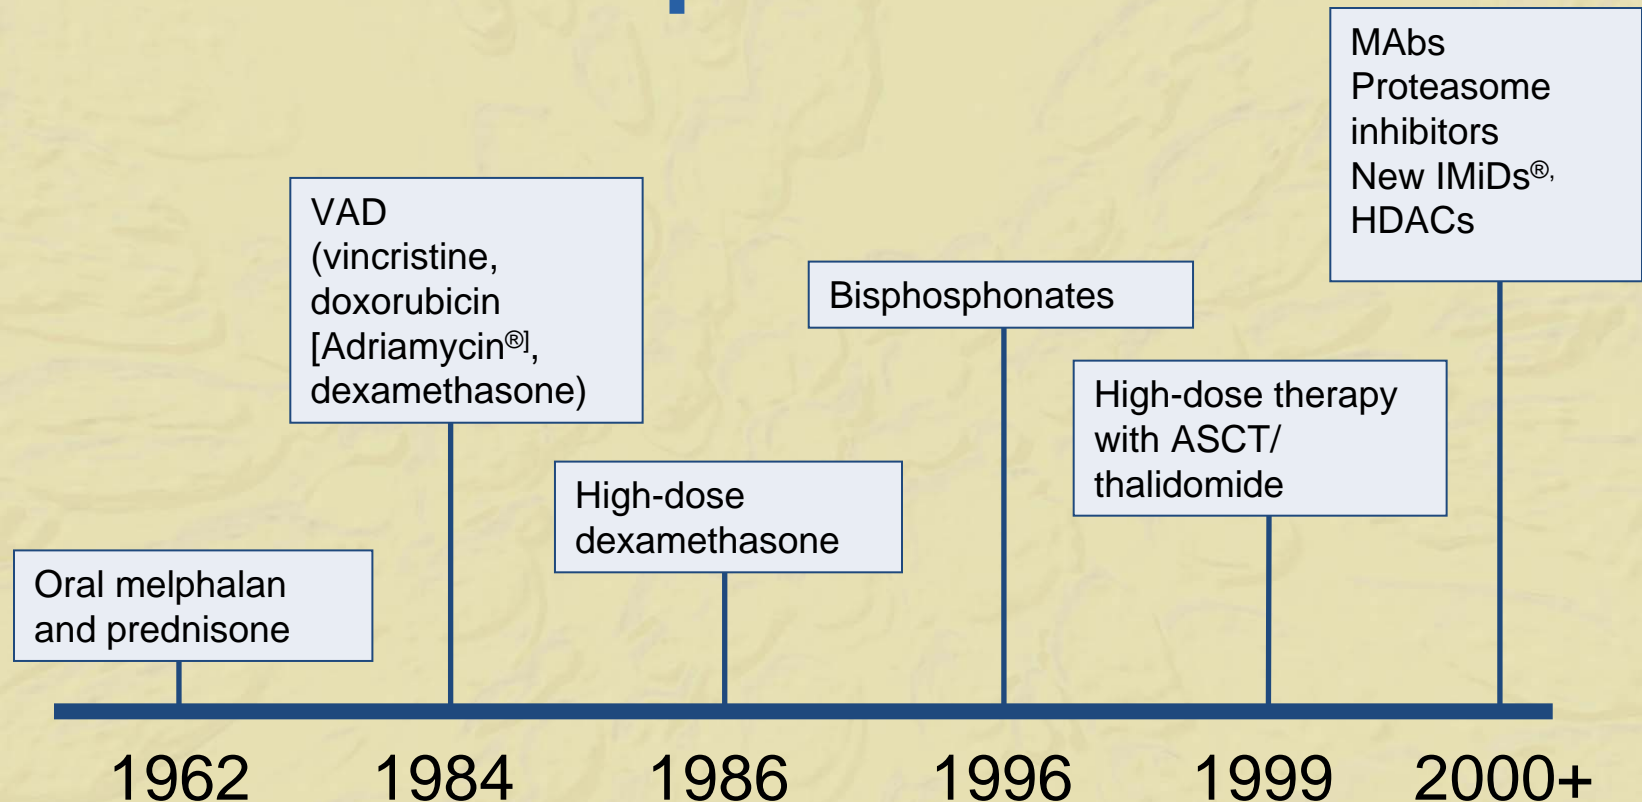 MAbs
Proteasome
inhibitors
New IMiDs®,
HDACs
VAD
(vincristine,
doxorubicin
[Adriamycin®],
dexamethasone)
Bisphosphonates
High-dose therapy
with ASCT/
thalidomide
High-dose
dexamethasone
Oral melphalan
and prednisone
1962 1984 1986 1996 1999 2000+